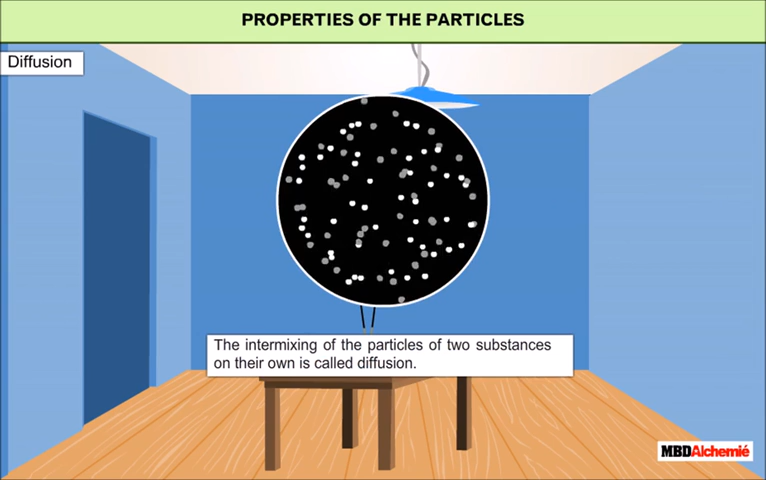 PROPERTIES OF THE PARTICLES
Diffusion
The intermixing of the particles of two substances
on their own is called diffusion.
MBDAlchemié